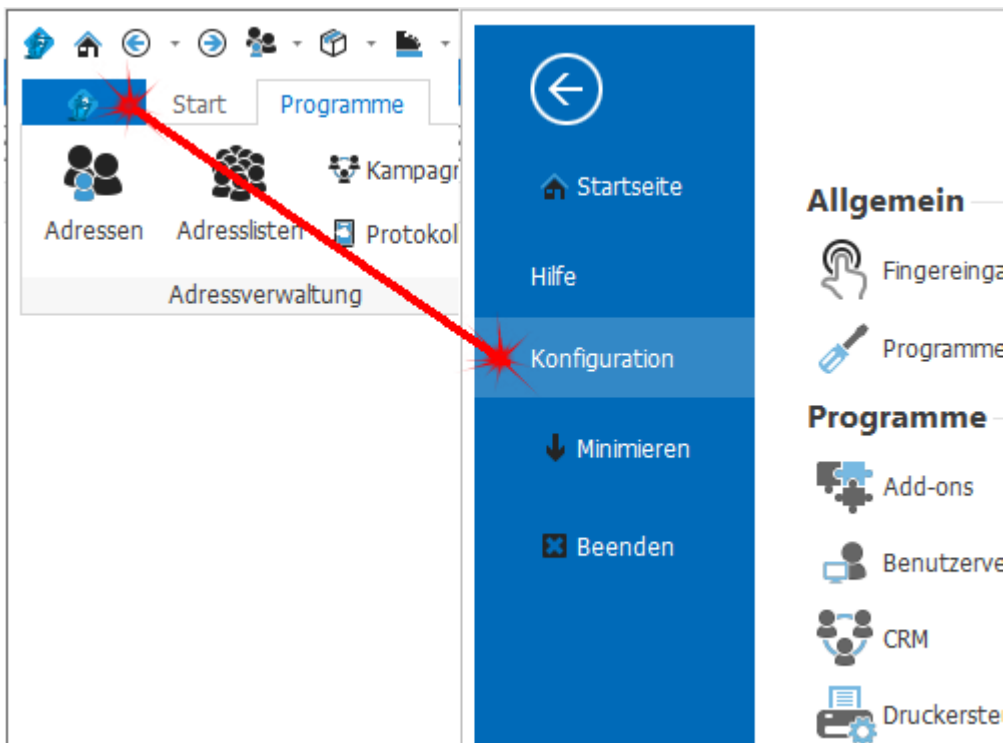 Start
Programme
Kampagn
Adressen
Adresslisten
Protokol
Adressverwaltung
Startseite
Hilfe
Konfiguration
Minimieren
Beenden
Allgemein
Fingereinga
Programme
Programme
Add-ons
Benutzerve
CRM
Druckersteu